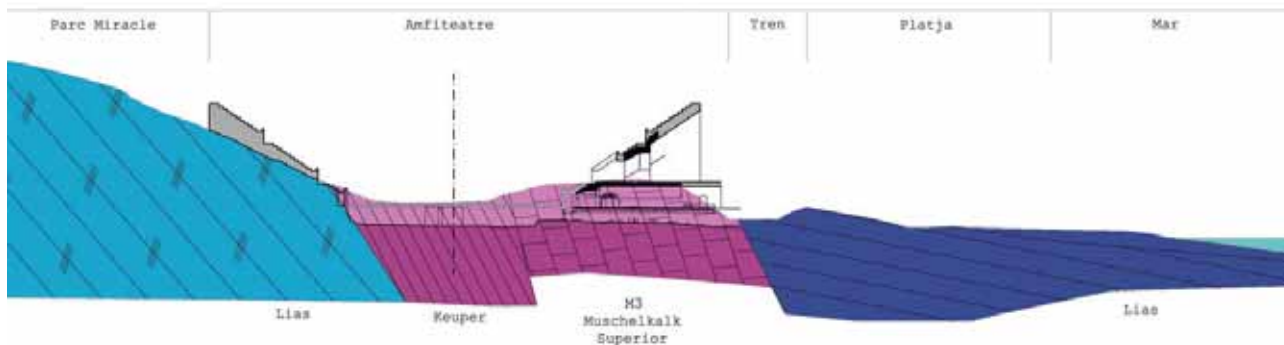 Parc Miracle
Amfiteatre
Tren
Platja
Mar
Lias
Keuper
M3
Muschelkalk
Superior
Lias